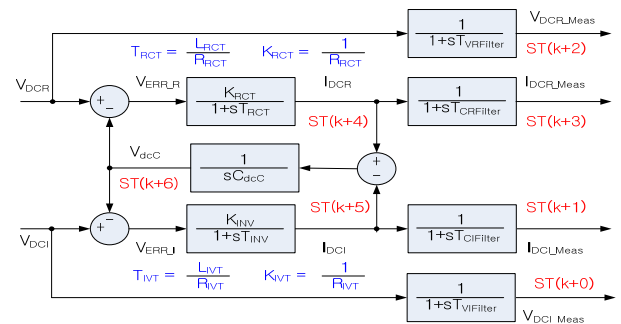 1
1+sT_VRFilter
V_DCR_Meas
ST(k+2)
T_RCT = L_RCT / R_RCT
K_RCT = 1 / R_RCT
V_DCR
+
−
V_ERR_R
K_RCT
1+sT_RCT
I_DCR
ST(k+4)
1
1+sT_CRFilter
I_DCR_Meas
ST(k+3)
V_dcC
ST(k+6)
1
sC_dcC
+
−
ST(k+5)
V_DCI
−
+
V_ERR_I
K_INV
1+sT_INV
I_DCI
1
1+sT_CIFilter
ST(k+1)
I_DCI_Meas
T_IVT = L_IVT / R_IVT
K_IVT = 1 / R_IVT
1
1+sT_VIFilter
ST(k+0)
V_DCI_Meas